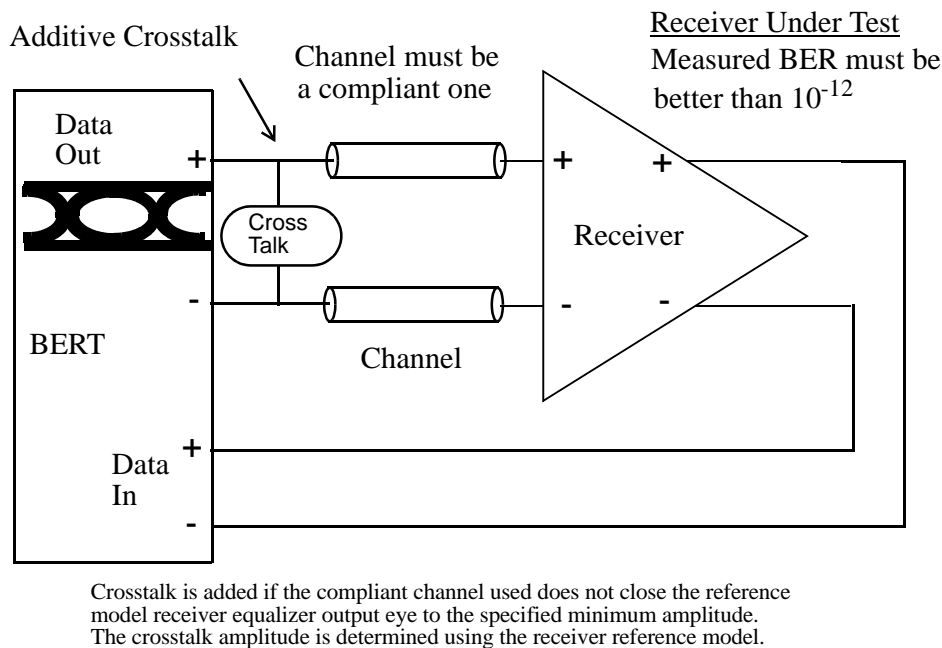 Additive Crosstalk
Channel must be
a compliant one
Receiver Under Test
Measured BER must be
better than 10-12
Data
Out
+
-
Cross
Talk
+
+
Receiver
-
-
BERT
Channel
+
Data
In
-
Crosstalk is added if the compliant channel used does not close the reference
model receiver equalizer output eye to the specified minimum amplitude.
The crosstalk amplitude is determined using the receiver reference model.